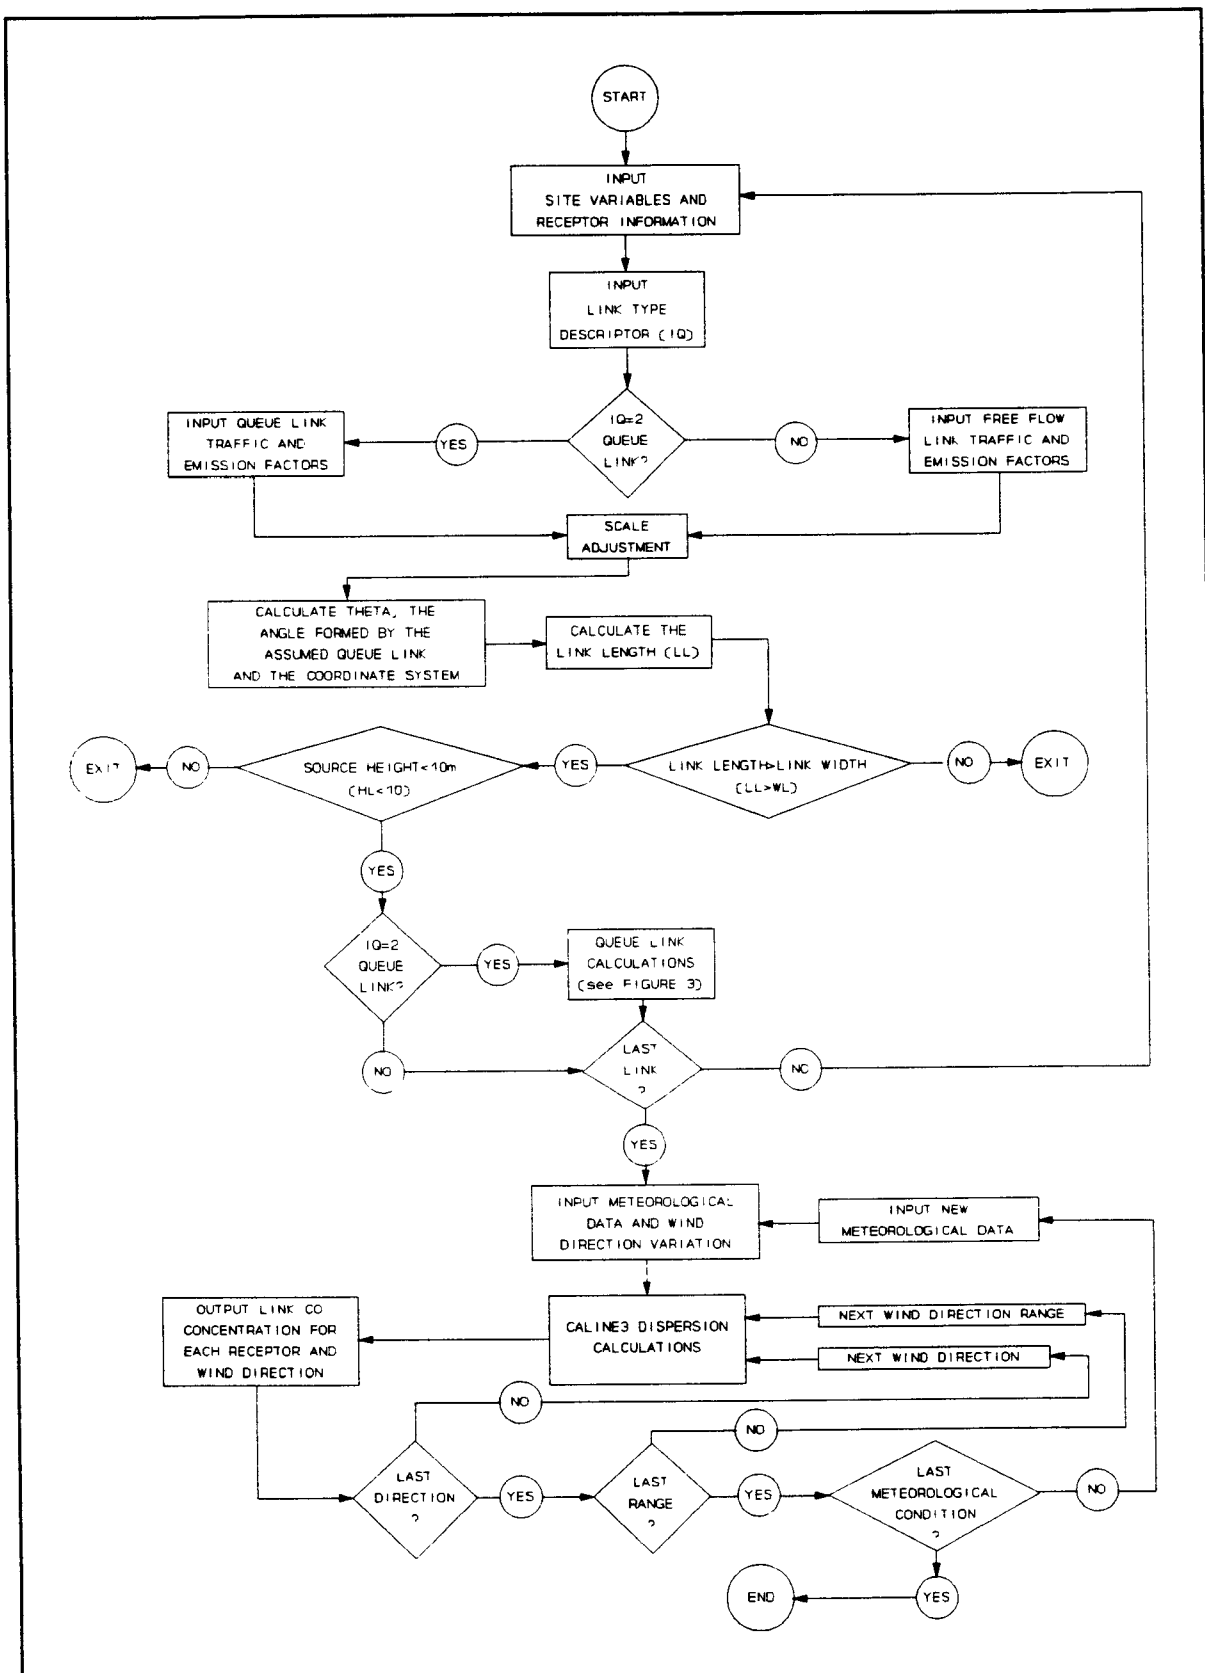 START
INPUT
SITE VARIABLES AND
RECEPTOR INFORMATION
INPUT
LINK TYPE
DESCRIPTOR (IQ)
IQ=2
QUEUE
LINK?
YES
INPUT QUEUE LINK
TRAFFIC AND
EMISSION FACTORS
NO
INPUT FREE FLOW
LINK TRAFFIC AND
EMISSION FACTORS
SCALE
ADJUSTMENT
CALCULATE THETA, THE
ANGLE FORMED BY THE
ASSUMED QUEUE LINK
AND THE COORDINATE SYSTEM
CALCULATE THE
LINK LENGTH (LL)
LINK LENGTH>LINK WIDTH
(LL>WL)
NO
EXIT
YES
SOURCE HEIGHT<10m
(HL<10)
NO
EXIT
YES
IQ=2
QUEUE
LINK?
YES
QUEUE LINK
CALCULATIONS
(see FIGURE 3)
NO
LAST
LINK
?
NO
YES
INPUT METEOROLOGICAL
DATA AND WIND
DIRECTION VARIATION
INPUT NEW
METEOROLOGICAL DATA
CALINE3 DISPERSION
CALCULATIONS
NEXT WIND DIRECTION RANGE
NEXT WIND DIRECTION
OUTPUT LINK CO
CONCENTRATION FOR
EACH RECEPTOR AND
WIND DIRECTION
NO
NO
LAST
DIRECTION
?
YES
LAST
RANGE
?
YES
LAST
METEOROLOGICAL
CONDITION
?
NO
YES
END